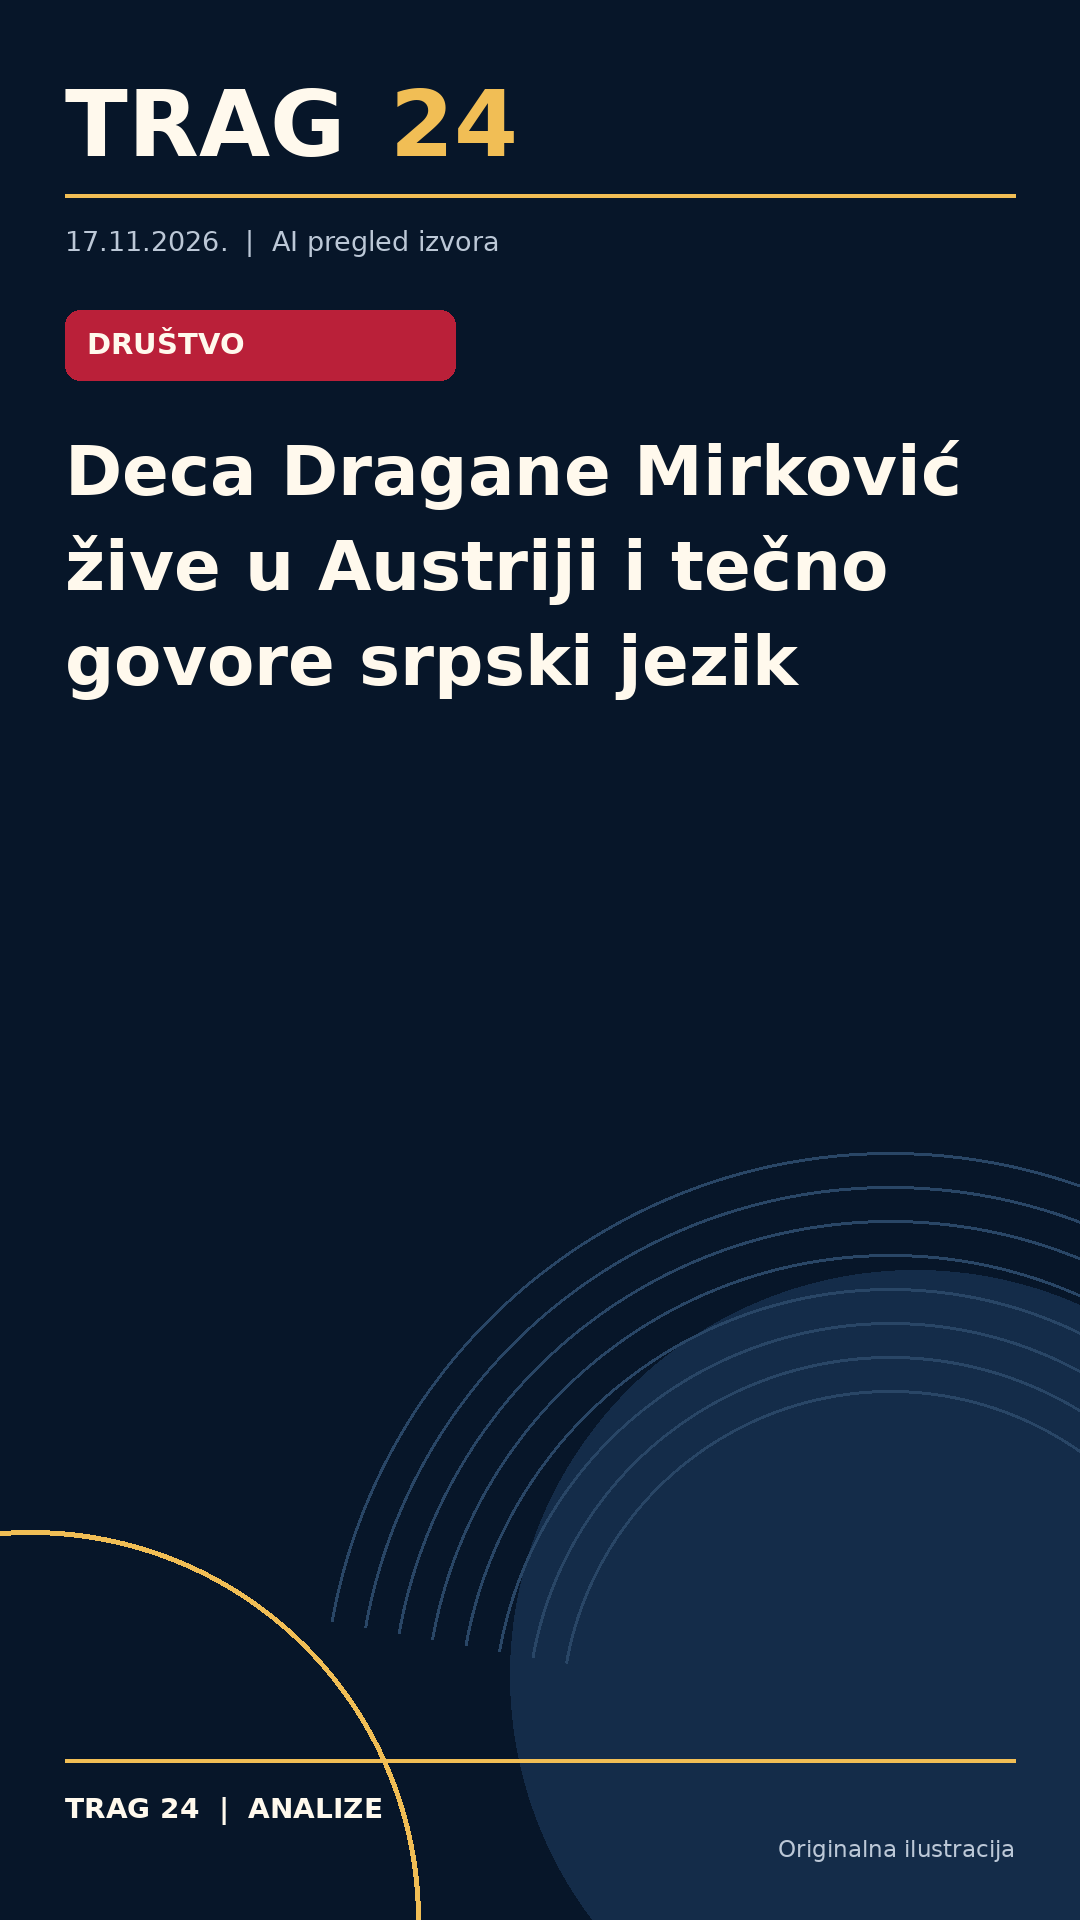 TRAG 24
17.11.2026. | AI pregled izvora
DRUŠTVO
Deca Dragane Mirković
žive u Austriji i tečno
govore srpski jezik
TRAG 24 | ANALIZE
Originalna ilustracija